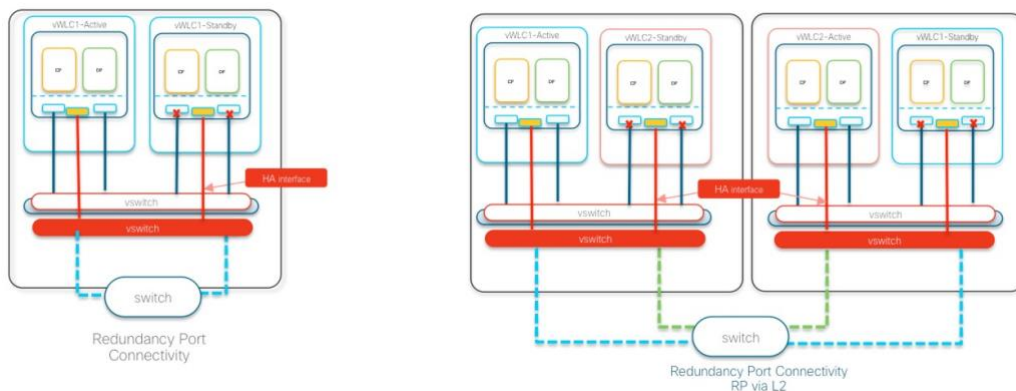 vWLC1-Active
vWLC1-Standby
CP
DP
CP
DP
HA interface
vswitch
vswitch
switch
Redundancy Port
Connectivity
vWLC1-Active
vWLC2-Standby
CP
DP
CP
DP
vswitch
vswitch
vWLC2-Active
vWLC1-Standby
CP
DP
CP
DP
HA interface
vswitch
vswitch
switch
Redundancy Port Connectivity
RP via L2